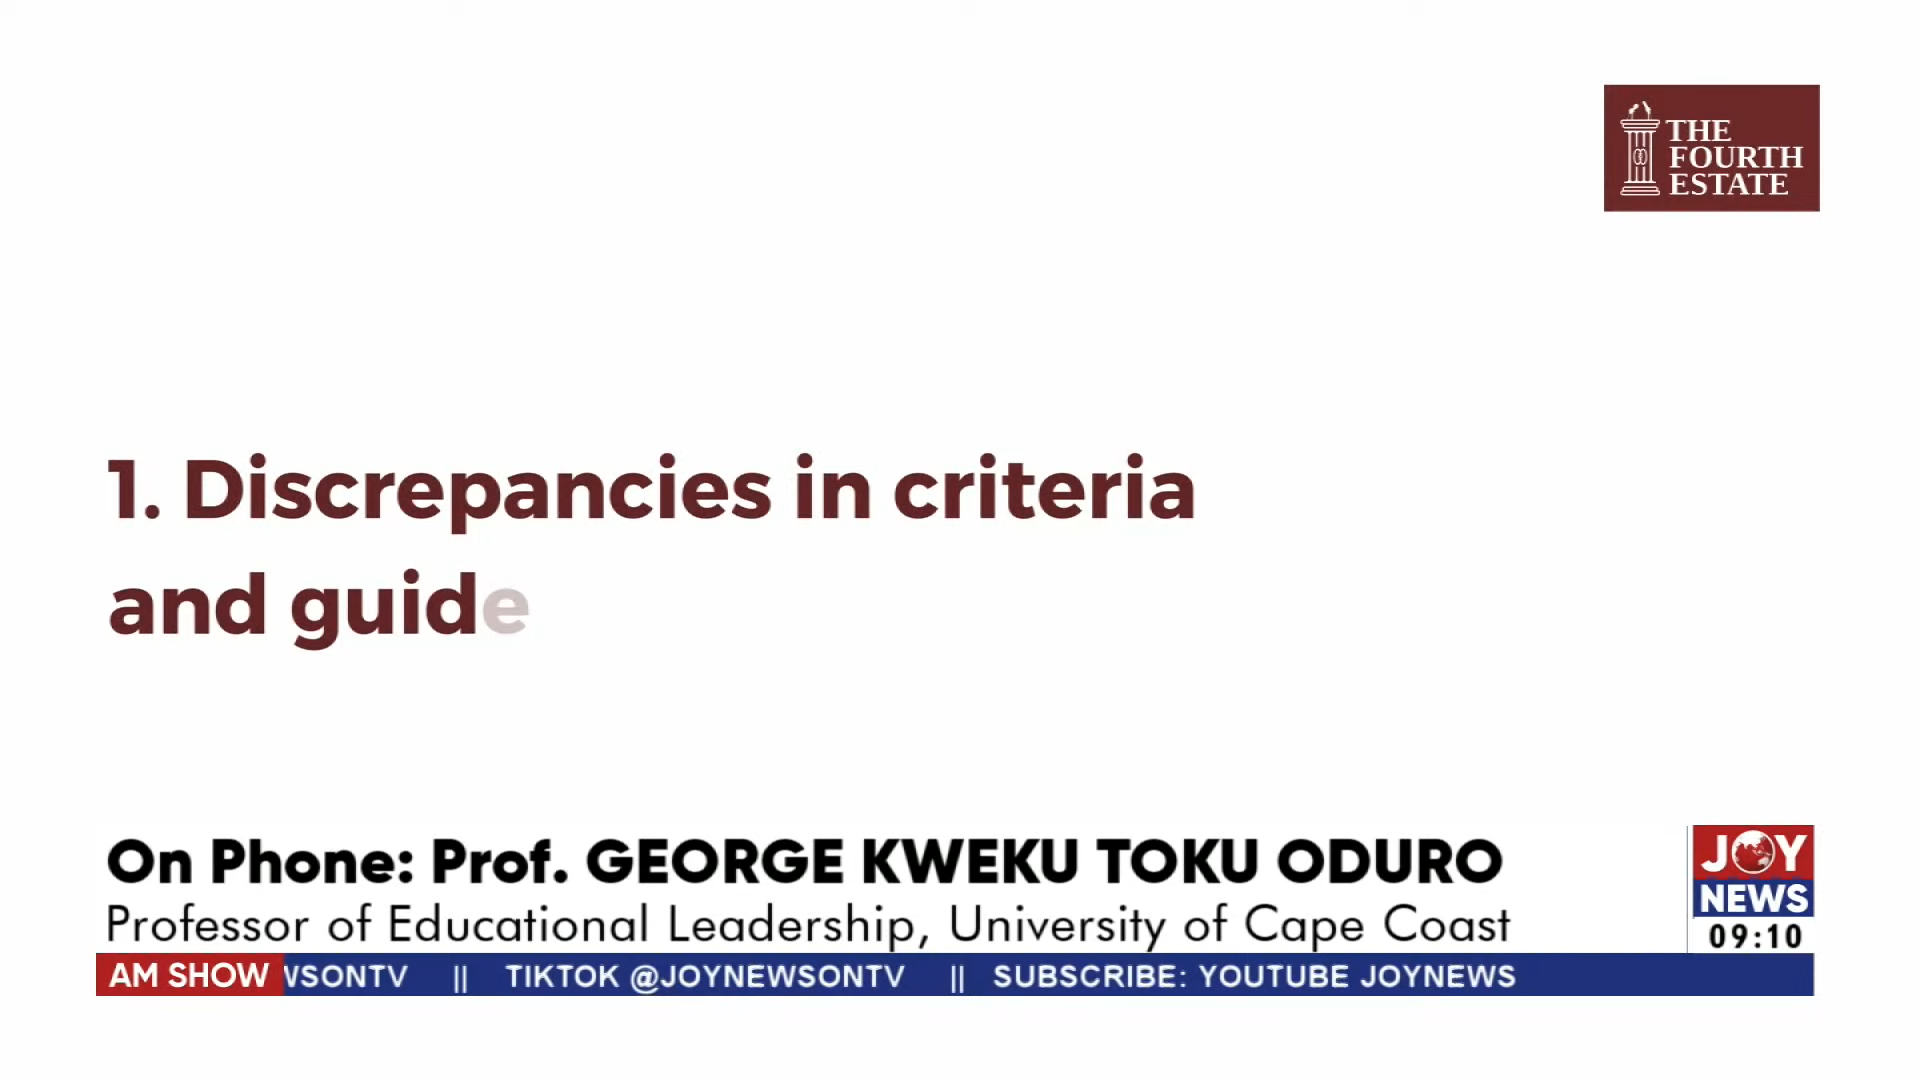 THE
FOURTH
ESTATE
1. Discrepancies in criteria
and guide
On Phone: Prof. GEORGE KWEKU TOKU ODURO
Professor of Educational Leadership, University of Cape Coast
JOY
NEWS
09:10
AM SHOW WSONTV || TIKTOK @JOYNEWSONTV || SUBSCRIBE: YOUTUBE JOYNEWS